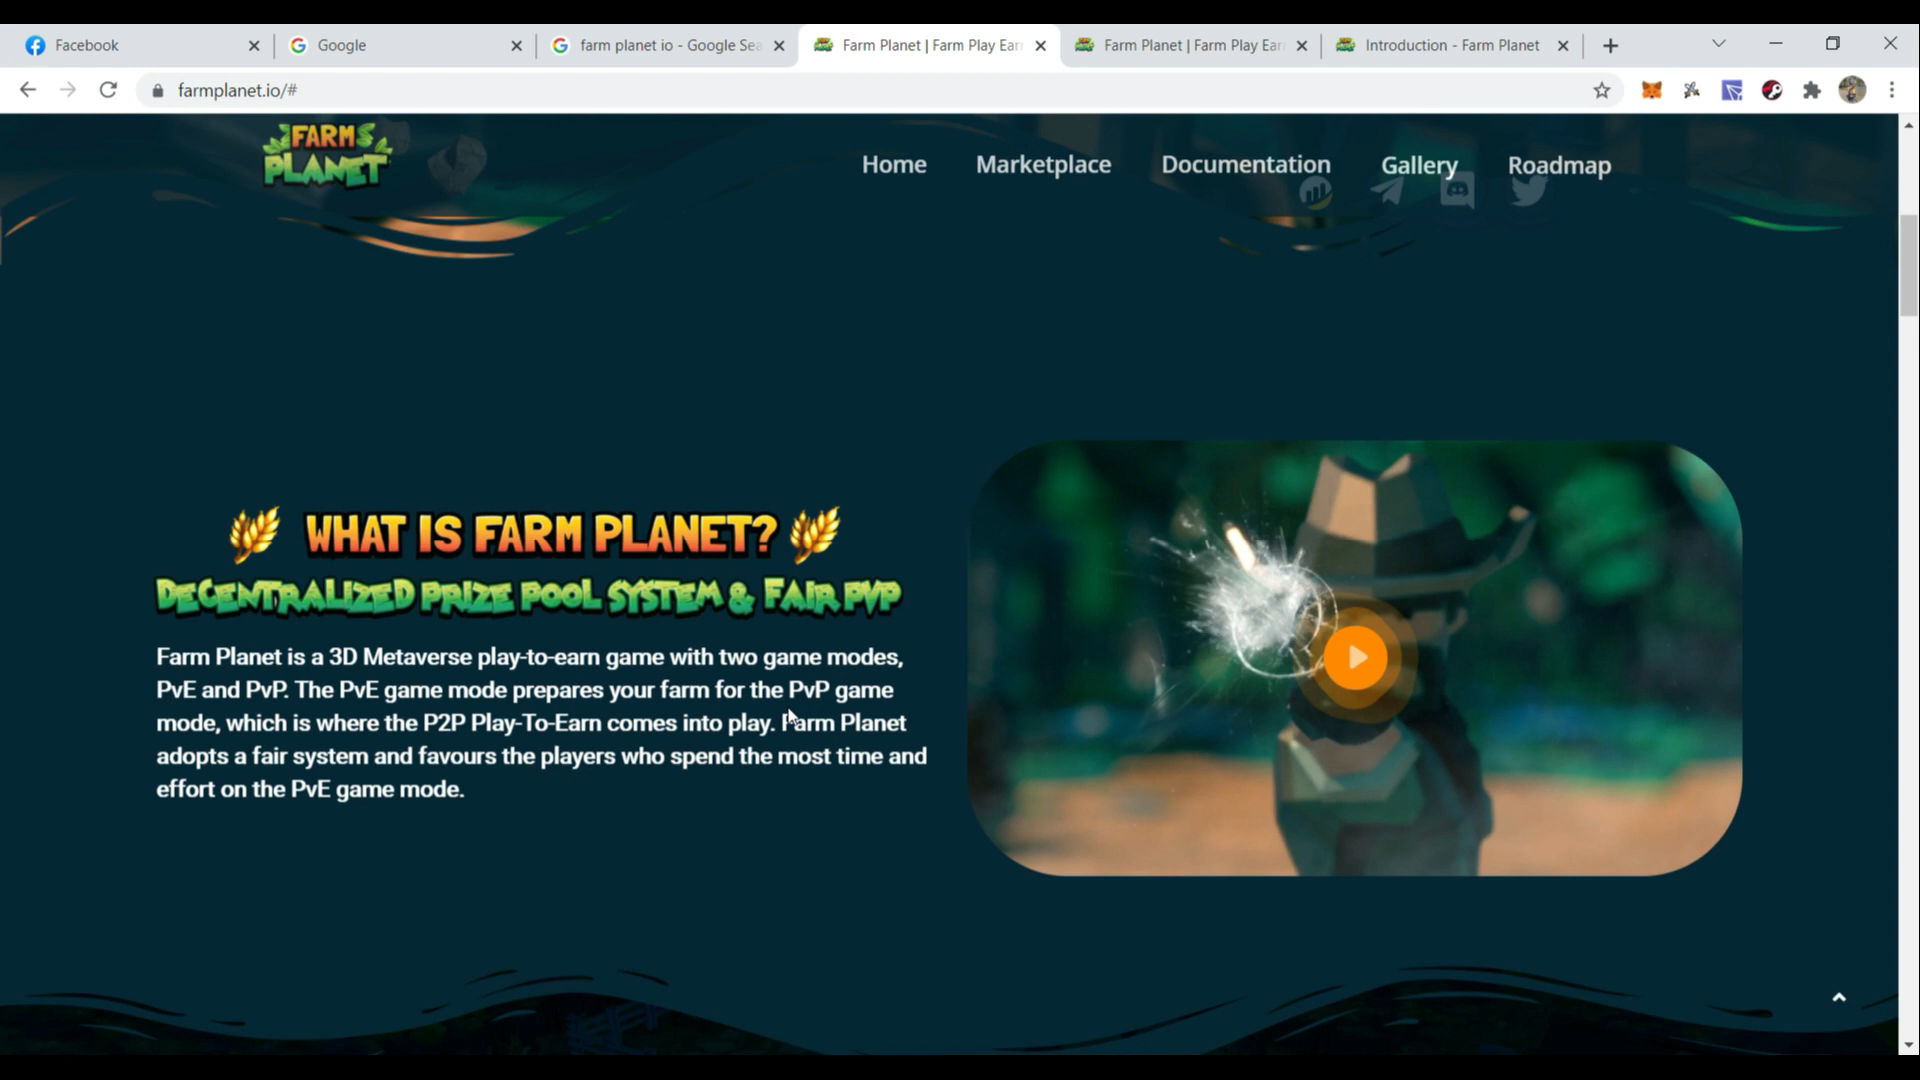 Facebook
Google
farm planet io - Google Sea
Farm Planet | Farm Play Ear
Farm Planet | Farm Play Ear
Introduction - Farm Planet
farmplanet.io/#
FARM
PLANET
Home
Marketplace
Documentation
Gallery
Roadmap
WHAT IS FARM PLANET?
DECENTRALIZED PRIZE POOL SYSTEM & FAIR PVP
Farm Planet is a 3D Metaverse play-to-earn game with two game modes,
PvE and PvP. The PvE game mode prepares your farm for the PvP game
mode, which is where the P2P Play-To-Earn comes into play. Farm Planet
adopts a fair system and favours the players who spend the most time and
effort on the PvE game mode.